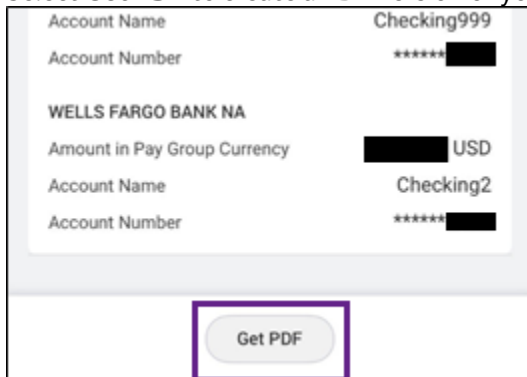 Account Name Checking999
Account Number ******
WELLS FARGO BANK NA
Amount in Pay Group Currency USD
Account Name Checking2
Account Number ******
Get PDF